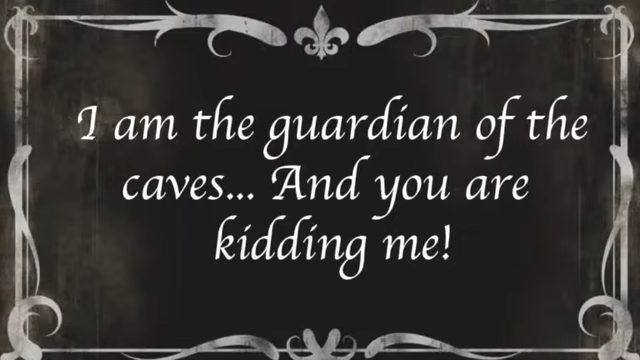 I am the guardian of the
caves... And you are
kidding me!